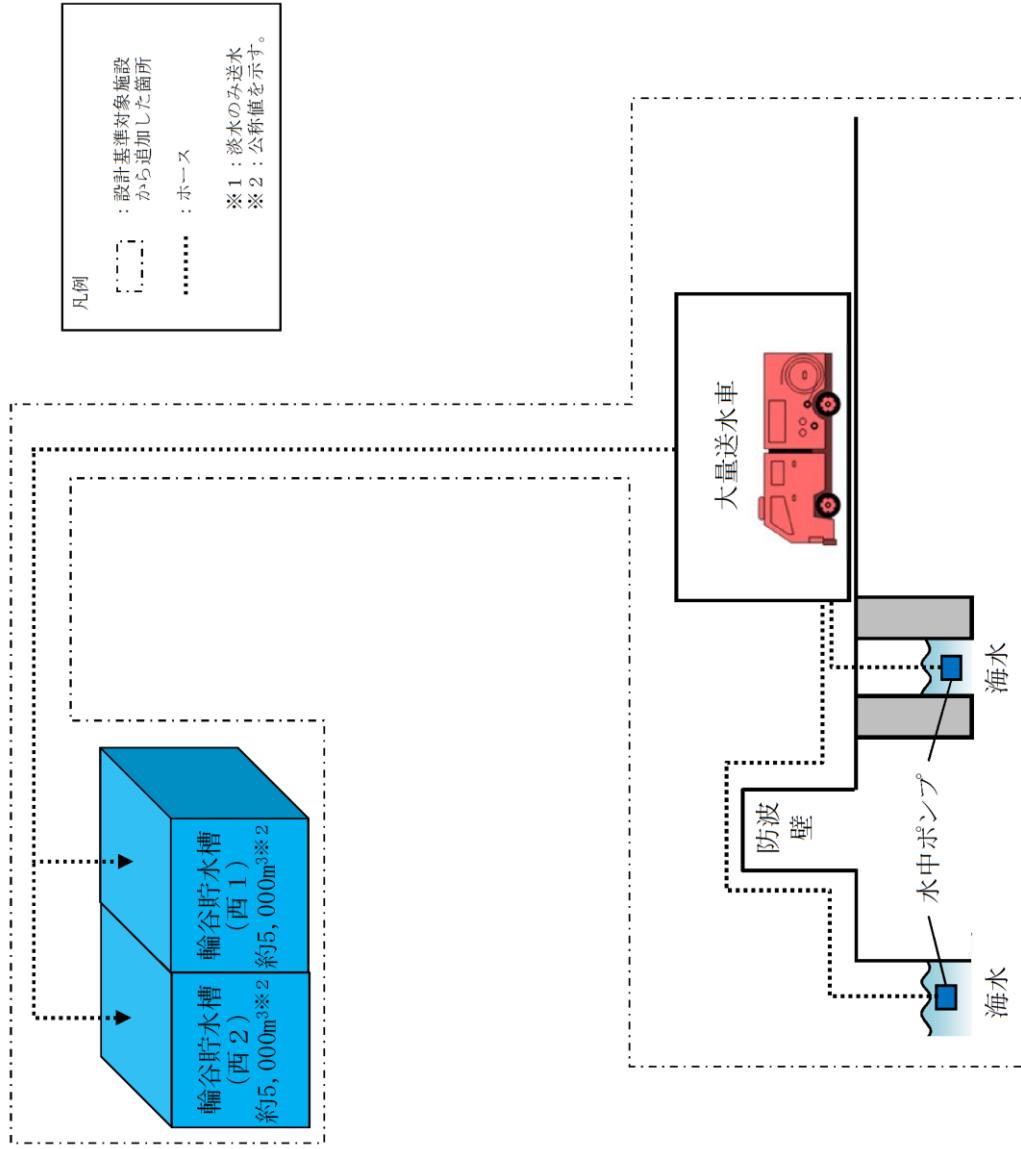 凡例
：設計基準対象施設
から追加した箇所
：ホース
※1：淡水のみ送水
※2：公称値を示す。
輪谷貯水槽
(西2)
約5,000m³※2
輪谷貯水槽
(西1)
約5,000m³※2
大量送水車
防波
壁
水中ポンプ
海水
海水